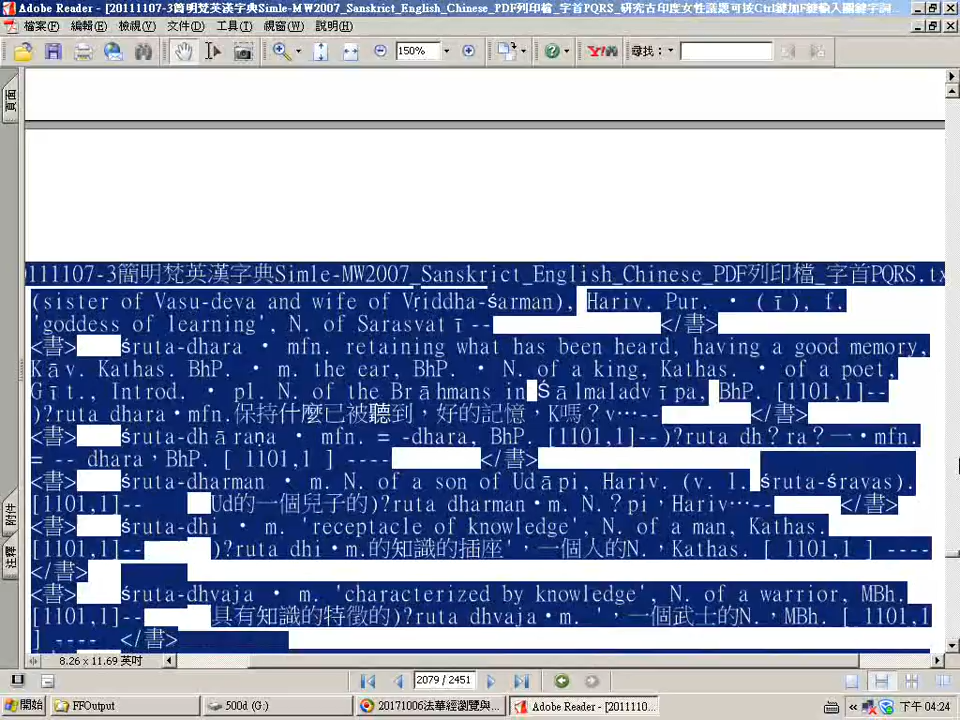 Adobe Reader - [20111107-3簡明梵英漢字典Simle-MW2007_Sanskrict_English_Chinese_PDF列印檔_字首PQRS_研究古印度女性議題可按Ctrl鍵加F鍵輸入關鍵字詞...
檔案(F) 編輯(E) 檢視(V) 文件(D) 工具(T) 視窗(W) 說明(H)
150% Y! 尋找：
頁面
111107-3簡明梵英漢字典Simle-MW2007_Sanskrict_English_Chinese_PDF列印檔_字首PQRS.tx
(sister of Vasu-deva and wife of Vṛiddha-śarman), Hariv. Pur. • (ī), f.
'goddess of learning', N. of Sarasvatī-- </書>
<書> śruta-dhara • mfn. retaining what has been heard, having a good memory,
Kāv. Kathas. BhP. • m. the ear, BhP. • N. of a king, Kathas. • of a poet,
Gīt., Introd. • pl. N. of the Brāhmans in Śālmaladvīpa, BhP. [1101,1]--
)?ruta dhara•mfn.保持什麼已被聽到，好的記憶，K嗎？v…-- </書>
<書> śruta-dhāraṇa • mfn. = -dhara, BhP. [1101,1]--)?ruta dh？ra？一•mfn.
= -- dhara，BhP. [ 1101,1 ] ---- </書>
<書> śruta-dharman • m. N. of a son of Udāpi, Hariv. (v. l. śruta-śravas).
[1101,1]-- Ud的一個兒子的)?ruta dharman•m. N.？pi，Hariv…-- </書>
<書> śruta-dhi • m. 'receptacle of knowledge', N. of a man, Kathas.
[1101,1]-- )?ruta dhi•m.的知識的插座'，一個人的N.，Kathas. [ 1101,1 ] ----
</書>
<書> śruta-dhvaja • m. 'characterized by knowledge', N. of a warrior, MBh.
[1101,1]-- 具有知識的特徵的)?ruta dhvaja•m. '，一個武士的N.，MBh. [ 1101,1
] ---- </書>
附件
注釋
8.26 x 11.69 英吋
2079 / 2451
開始 FFOutput 500d (G:) 20171006法華經瀏覽與... Adobe Reader - [2011110... 下午 04:24